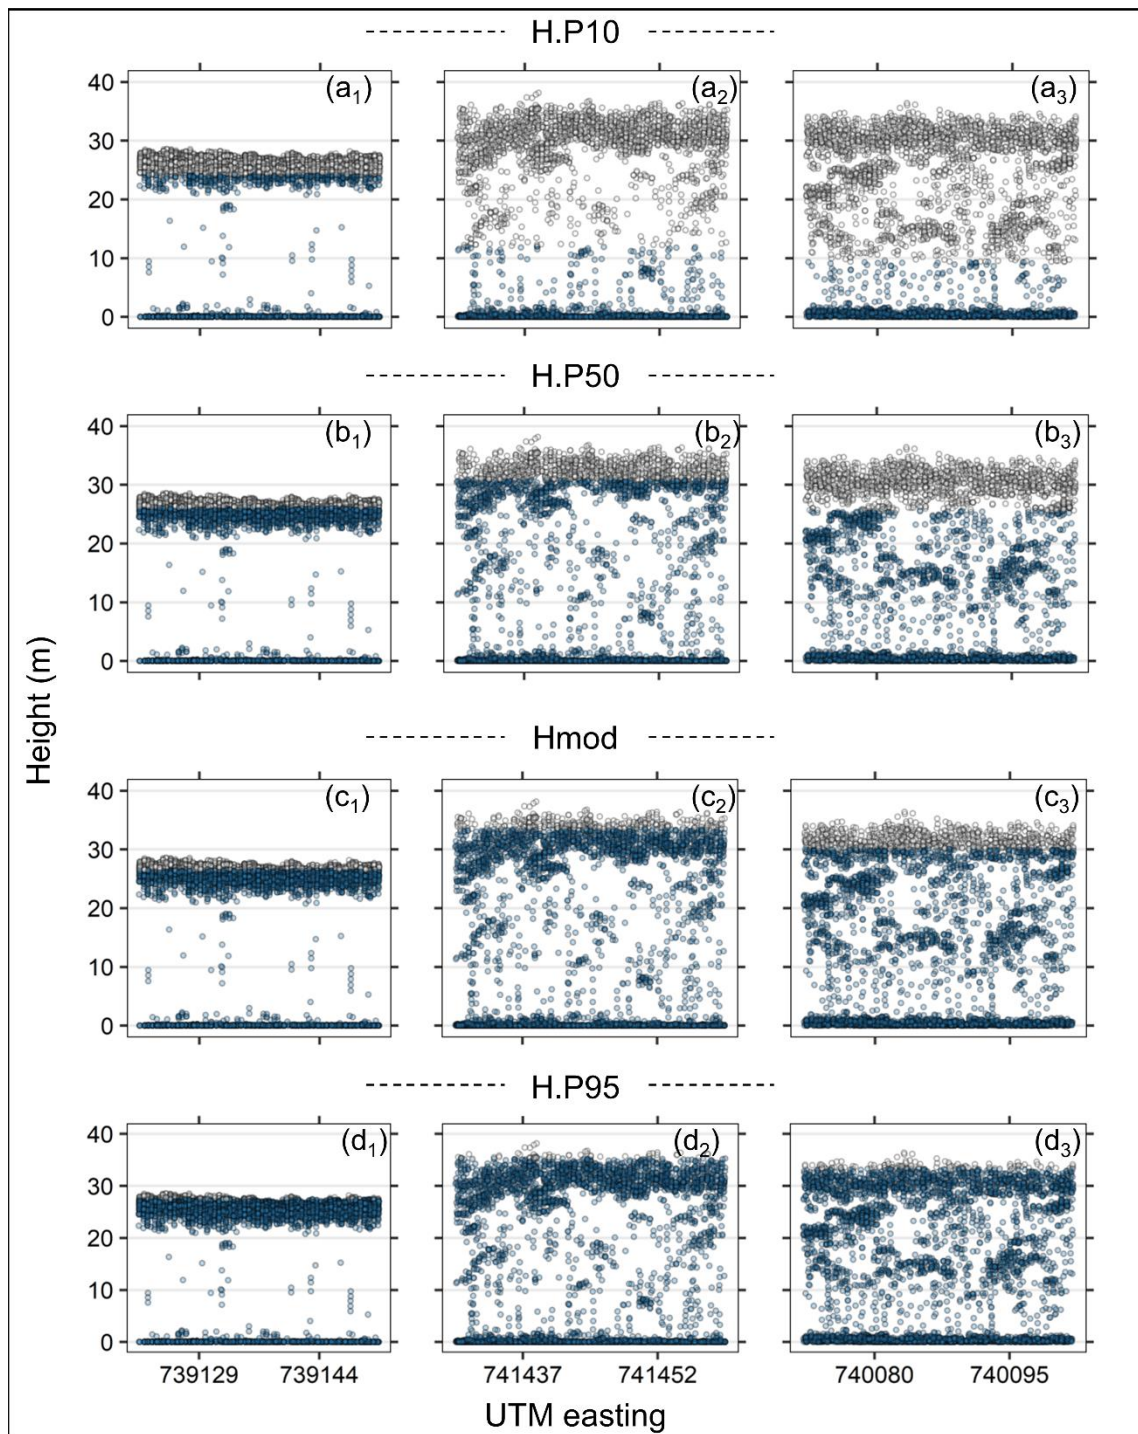 H.P10
(a₁) (a₂) (a₃)
40
30
20
10
0
H.P50
(b₁) (b₂) (b₃)
40
30
20
10
0
Height (m)
Hmod
(c₁) (c₂) (c₃)
40
30
20
10
0
H.P95
(d₁) (d₂) (d₃)
40
30
20
10
0
739129 739144 741437 741452 740080 740095
UTM easting